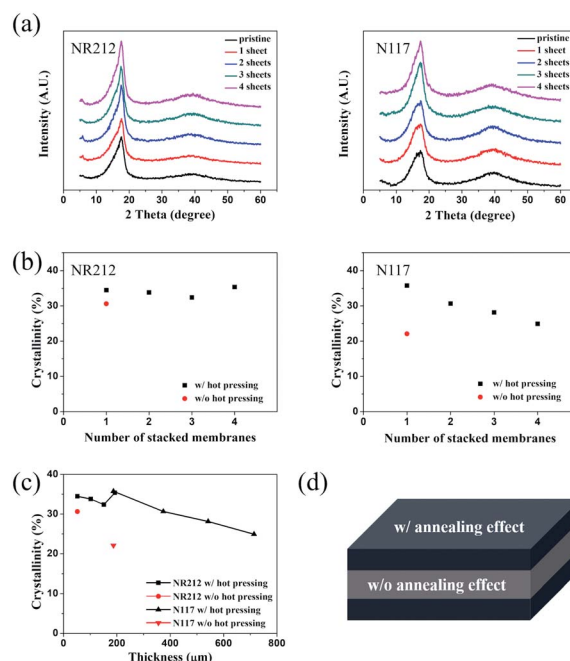 (a)
NR212
pristine
1 sheet
2 sheets
3 sheets
4 sheets
Intensity (A.U.)
0 10 20 30 40 50 60
2 Theta (degree)
N117
pristine
1 sheet
2 sheets
3 sheets
4 sheets
Intensity (A.U.)
0 10 20 30 40 50 60
2 Theta (degree)
(b)
NR212
40
30
20
10
0
Crystallinity (%)
w/ hot pressing
w/o hot pressing
0 1 2 3 4
Number of stacked membranes
N117
40
30
20
10
0
Crystallinity (%)
w/ hot pressing
w/o hot pressing
0 1 2 3 4
Number of stacked membranes
(c)
40
30
20
10
0
Crystallinity (%)
NR212 w/ hot pressing
NR212 w/o hot pressing
N117 w/ hot pressing
N117 w/o hot pressing
0 200 400 600 800
Thickness (μm)
(d)
w/ annealing effect
w/o annealing effect